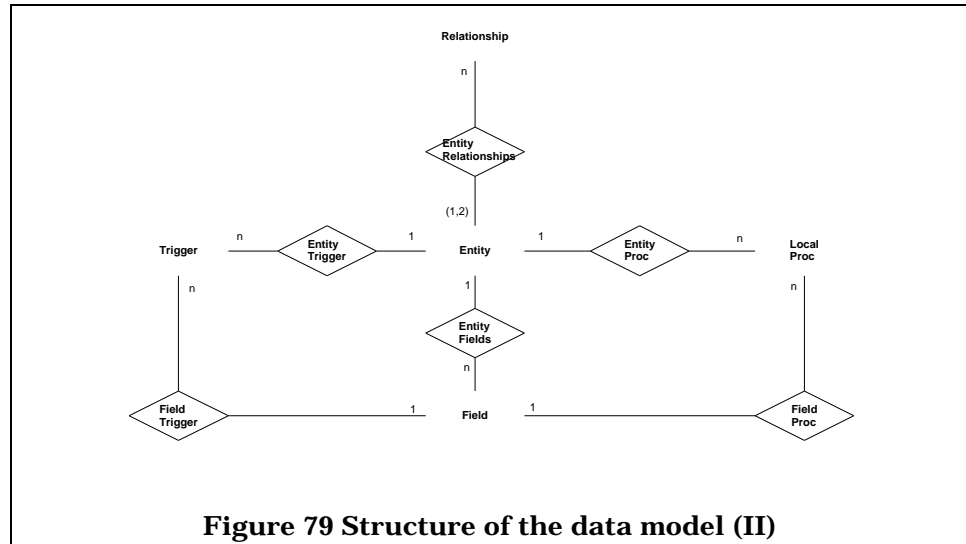 Relationship
n
Entity
Relationships
(1,2)
n
Entity
Trigger
1
1
Entity
Proc
n
Trigger
Entity
Local
Proc
n
1
n
Entity
Fields
n
Field
Trigger
1
Field
1
Field
Proc
Figure 79 Structure of the data model (II)